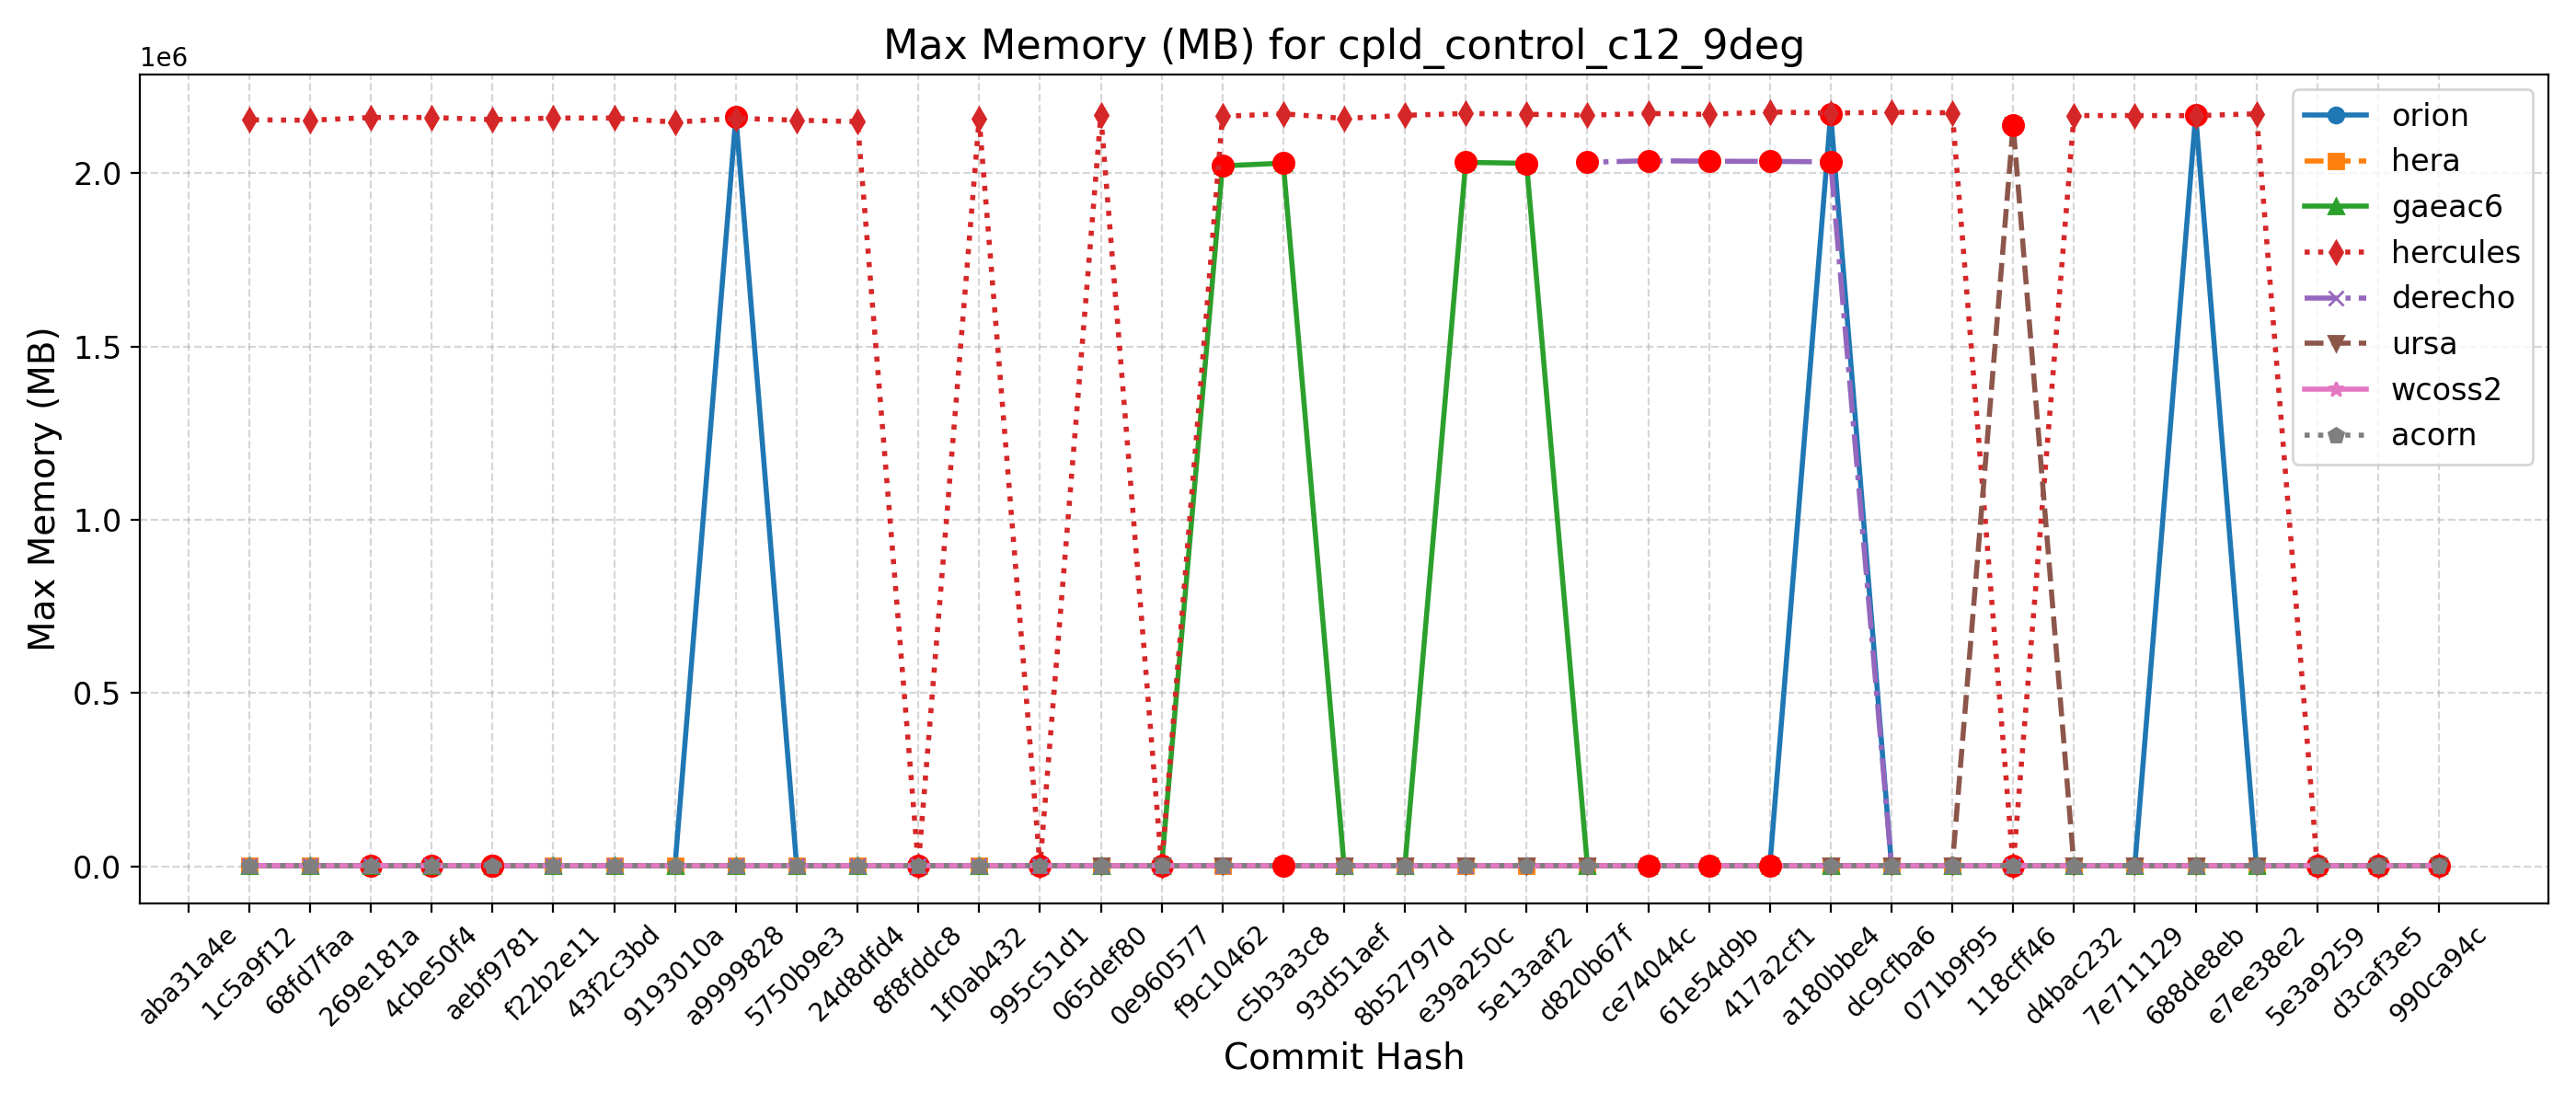 Max Memory (MB) for cpld_control_c12_9deg
1e6
2.0
1.5
1.0
0.5
0.0
Max Memory (MB)
orion
hera
gaeac6
hercules
derecho
ursa
wcoss2
acorn
aba31a4e
1c5a9f12
68fd7faa
269e181a
4cbe50f4
aebf9781
f22b2e11
43f2c3bd
9193010a
a9999828
5750b9e3
24d8dfd4
8f8fddc8
1f0ab432
995c51d1
065def80
0e960577
f9c10462
c5b3a3c8
93d51aef
8b52797d
e39a250c
5e13aaf2
d820b67f
ce74044c
61e54d9b
417a2cf1
a180bbe4
dc9cfba6
071b9f95
118cff46
d4bac232
7e711129
688de8eb
e7ee38e2
5e3a9259
d3caf3e5
990ca94c
Commit Hash